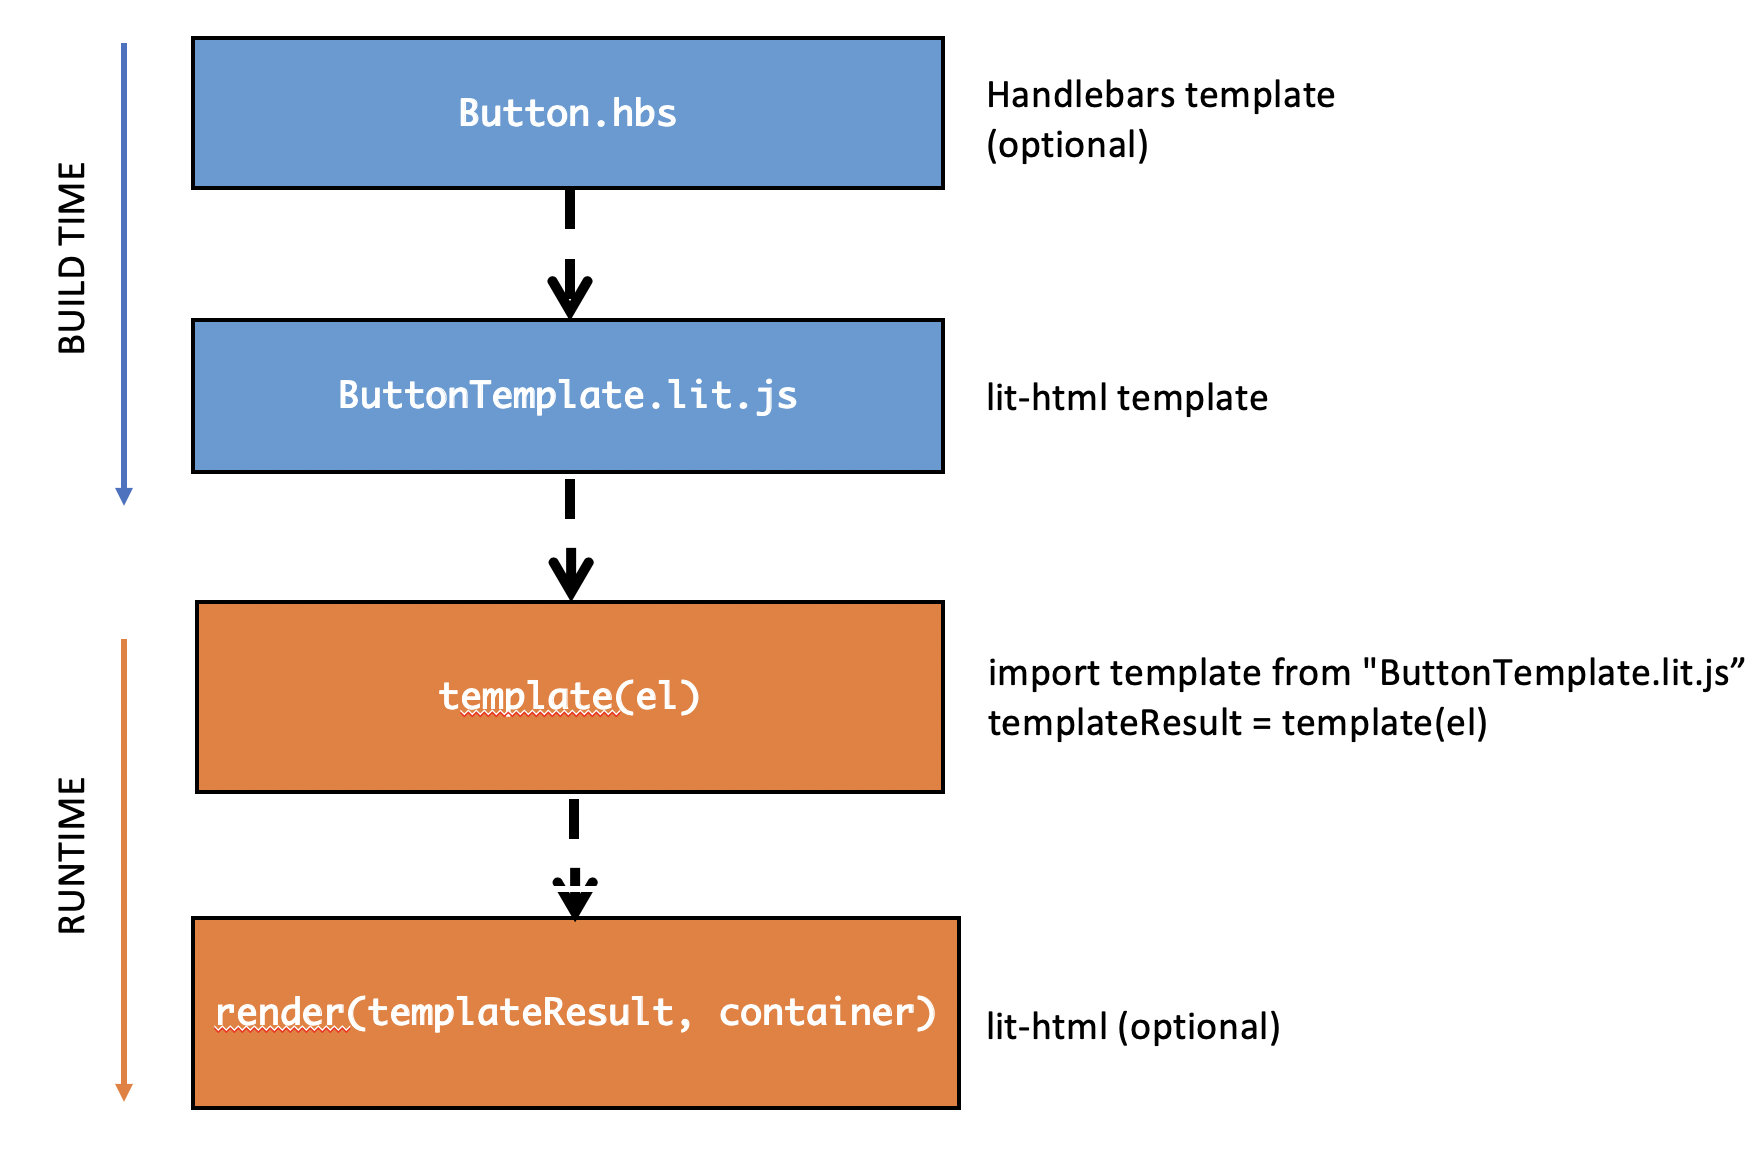 BUILD TIME
Button.hbs
Handlebars template
(optional)
ButtonTemplate.lit.js
lit-html template
RUNTIME
template(el)
import template from "ButtonTemplate.lit.js”
templateResult = template(el)
render(templateResult, container)
lit-html (optional)